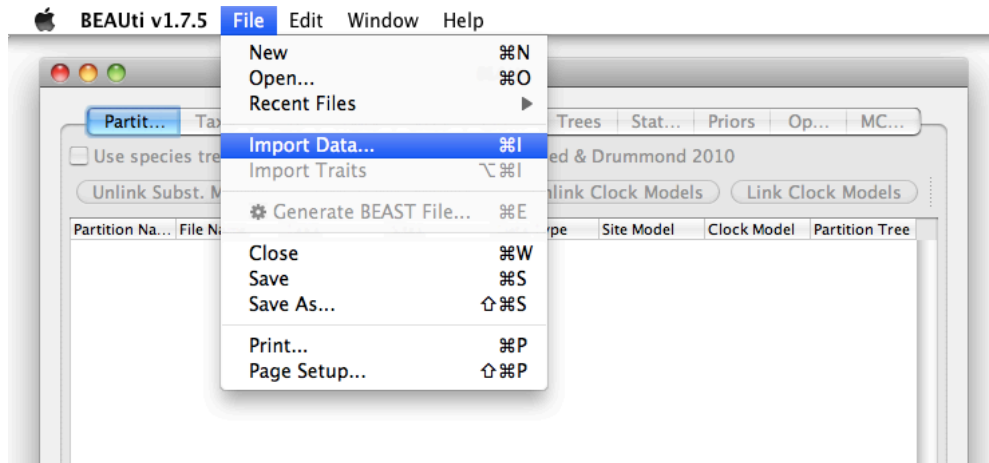 BEAUti v1.7.5 File Edit Window Help
New ⌘N
Open... ⌘O
Recent Files ▶
Partit... Tax Trees Stat... Priors Op... MC...
Import Data... ⌘I
Use species tre ed & Drummond 2010
Import Traits ⌥⌘I
Unlink Subst. M nlink Clock Models Link Clock Models
Generate BEAST File... ⌘E
Partition Na... File N ype Site Model Clock Model Partition Tree
Close ⌘W
Save ⌘S
Save As... ⇧⌘S
Print... ⌘P
Page Setup... ⇧⌘P